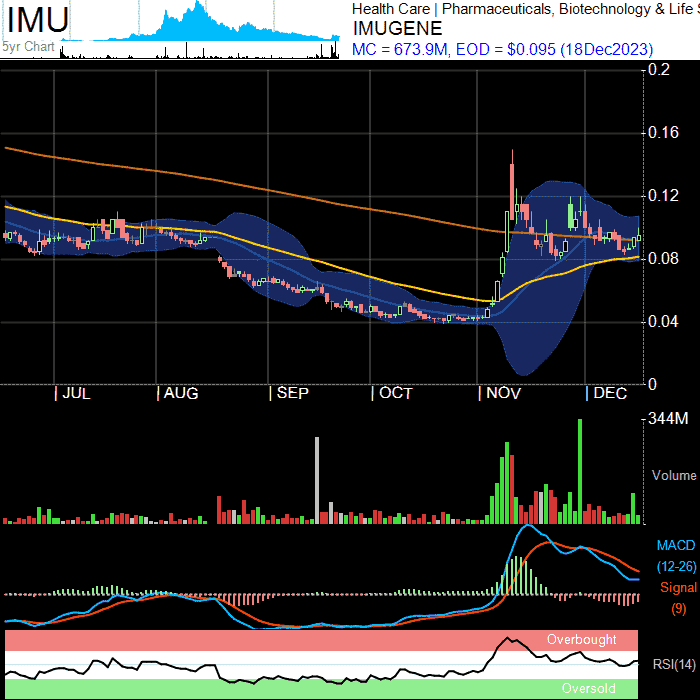 IMU
5yr Chart
Health Care | Pharmaceuticals, Biotechnology & Life S
IMUGENE
MC = 673.9M, EOD = $0.095 (18Dec2023)
0.2
0.16
0.12
0.08
0.04
0
| JUL
| AUG
| SEP
| OCT
| NOV
| DEC
344M
Volume
MACD
(12-26)
Signal
(9)
Overbought
RSI(14)
Oversold